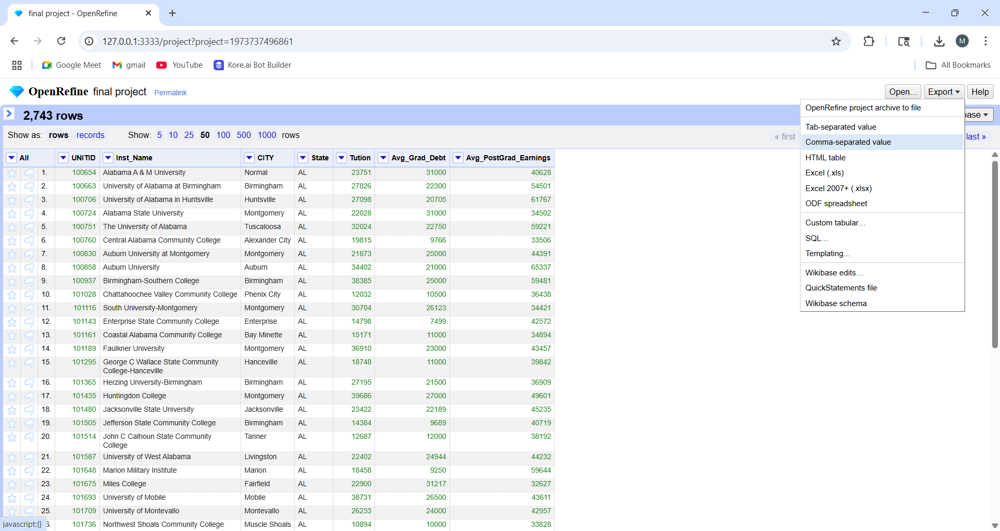 final project - OpenRefine
127.0.0.1:3333/project?project=1973737496861
M
Google Meet gmail YouTube Kore.ai Bot Builder All Bookmarks
OpenRefine final project Permalink Open... Export Help
2,743 rows
Show as: rows records Show: 5 10 25 50 100 500 1000 rows « first last »
All UNITID Inst_Name CITY State Tution Avg_Grad_Debt Avg_PostGrad_Earnings
1. 100654 Alabama A & M University Normal AL 23751 31000 40628
2. 100663 University of Alabama at Birmingham Birmingham AL 27826 22300 54501
3. 100706 University of Alabama in Huntsville Huntsville AL 27098 20705 61767
4. 100724 Alabama State University Montgomery AL 22028 31000 34502
5. 100751 The University of Alabama Tuscaloosa AL 32024 22750 59221
6. 100760 Central Alabama Community College Alexander City AL 19815 9766 33506
7. 100830 Auburn University at Montgomery Montgomery AL 21873 25000 44391
8. 100858 Auburn University Auburn AL 34402 21000 65337
9. 100937 Birmingham-Southern College Birmingham AL 38385 25000 59481
10. 101028 Chattahoochee Valley Community College Phenix City AL 12032 10500 36438
11. 101116 South University-Montgomery Montgomery AL 30704 26123 34421
12. 101143 Enterprise State Community College Enterprise AL 14798 7499 42572
13. 101161 Coastal Alabama Community College Bay Minette AL 15171 11000 34894
14. 101189 Faulkner University Montgomery AL 36910 23000 43457
15. 101295 George C Wallace State Community Hanceville AL 18748 11000 39842
College-Hanceville
16. 101365 Herzing University-Birmingham Birmingham AL 27195 21500 36909
17. 101435 Huntingdon College Montgomery AL 39686 27000 49601
18. 101480 Jacksonville State University Jacksonville AL 23422 22189 45235
19. 101505 Jefferson State Community College Birmingham AL 14384 9689 40719
20. 101514 John C Calhoun State Community Tanner AL 12687 12000 38192
College
21. 101587 University of West Alabama Livingston AL 22402 24944 44232
22. 101648 Marion Military Institute Marion AL 18458 9250 59644
23. 101675 Miles College Fairfield AL 22900 31217 32627
24. 101693 University of Mobile Mobile AL 38731 26500 43611
25. 101709 University of Montevallo Montevallo AL 26233 24000 42957
101736 Northwest Shoals Community College Muscle Shoals AL 10894 10000 33828
javascript:{}
OpenRefine project archive to file
Tab-separated value
Comma-separated value
HTML table
Excel (.xls)
Excel 2007+ (.xlsx)
ODF spreadsheet
Custom tabular...
SQL...
Templating...
Wikibase edits...
QuickStatements file
Wikibase schema